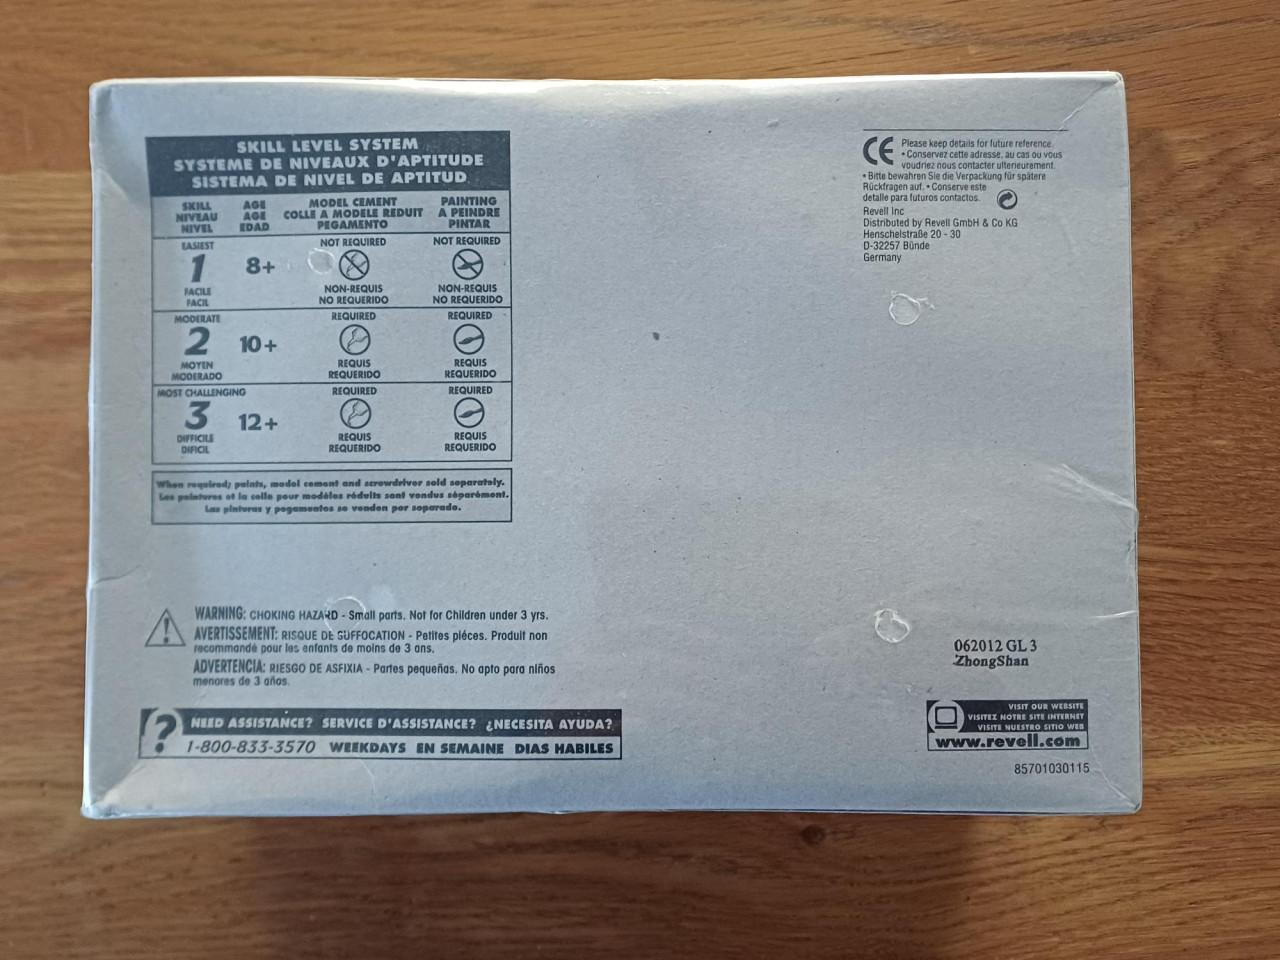 SKILL LEVEL SYSTEM
SYSTEME DE NIVEAUX D'APTITUDE
SISTEMA DE NIVEL DE APTITUD
SKILL AGE MODEL CEMENT PAINTING
NIVEAU AGE COLLE A MODELE REDUIT A PEINDRE
NIVEL EDAD PEGAMENTO PINTAR
EASIEST NOT REQUIRED NOT REQUIRED
1 8+
FACILE NON-REQUIS NON-REQUIS
FACIL NO REQUERIDO NO REQUERIDO
MODERATE REQUIRED REQUIRED
2 10+
MOYEN REQUIS REQUIS
MODERADO REQUERIDO REQUERIDO
MOST CHALLENGING REQUIRED REQUIRED
3 12+
DIFFICILE REQUIS REQUIS
DIFICIL REQUERIDO REQUERIDO
When required; paints, model cement and screwdriver sold separately.
Les peintures et la colle pour modèles réduits sont vendus séparément.
Las pinturas y pegamentos se venden por separado.
WARNING: CHOKING HAZARD - Small parts. Not for Children under 3 yrs.
AVERTISSEMENT: RISQUE DE SUFFOCATION - Petites piéces. Produit non
recommandé pour les enfants de moins de 3 ans.
ADVERTENCIA: RIESGO DE ASFIXIA - Partes pequeñas. No apto para niños
menores de 3 años.
? NEED ASSISTANCE? SERVICE D'ASSISTANCE? ¿NECESITA AYUDA?
1-800-833-3570 WEEKDAYS EN SEMAINE DIAS HABILES
CE Please keep details for future reference.
• Conservez cette adresse, au cas ou vous
voudriez nous contacter ulterieurement.
• Bitte bewahren Sie die Verpackung für spätere
Rückfragen auf. • Conserve este
detalle para futuros contactos.
Revell Inc
Distributed by Revell GmbH & Co KG
Henschelstraße 20 - 30
D-32257 Bünde
Germany
062012 GL 3
ZhongShan
VISIT OUR WEBSITE
VISITEZ NOTRE SITE INTERNET
VISITE NUESTRO SITIO WEB
www.revell.com
85701030115